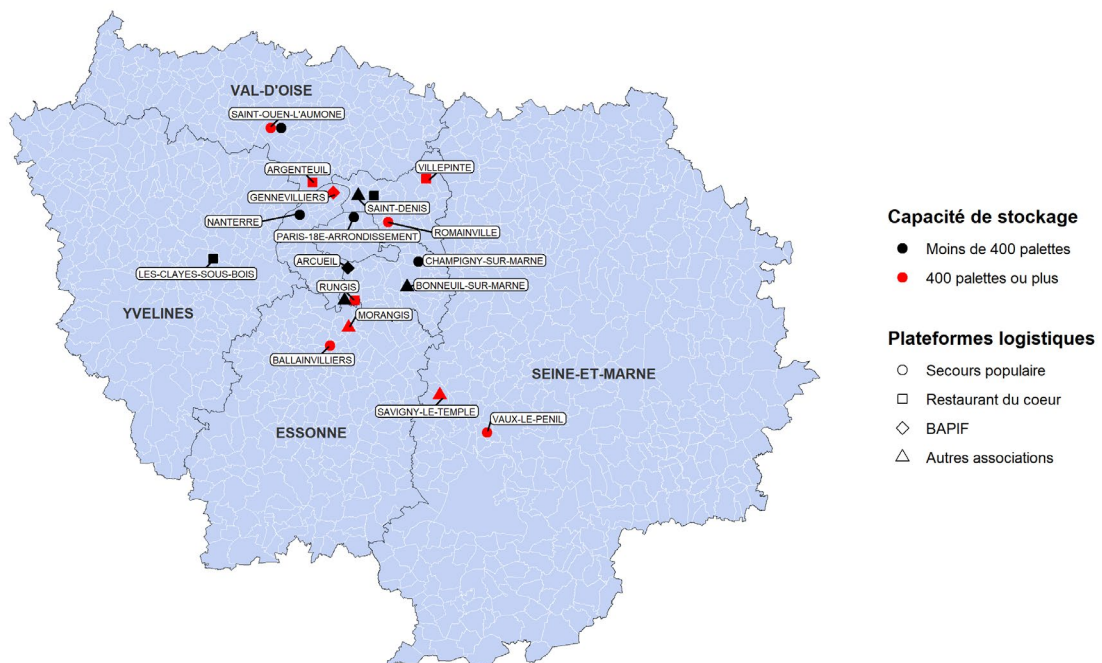 VAL-D'OISE
SAINT-OUEN-L'AUMONE
ARGENTEUIL
VILLEPINTE
GENNEVILLIERS
SAINT-DENIS
NANTERRE
ROMAINVILLE
PARIS-18E-ARRONDISSEMENT
ARCUEIL
CHAMPIGNY-SUR-MARNE
LES-CLAYES-SOUS-BOIS
RUNGIS
BONNEUIL-SUR-MARNE
YVELINES
MORANGIS
BALLAINVILLIERS
SEINE-ET-MARNE
SAVIGNY-LE-TEMPLE
VAUX-LE-PENIL
ESSONNE
Capacité de stockage
Moins de 400 palettes
400 palettes ou plus
Plateformes logistiques
Secours populaire
Restaurant du coeur
BAPIF
Autres associations